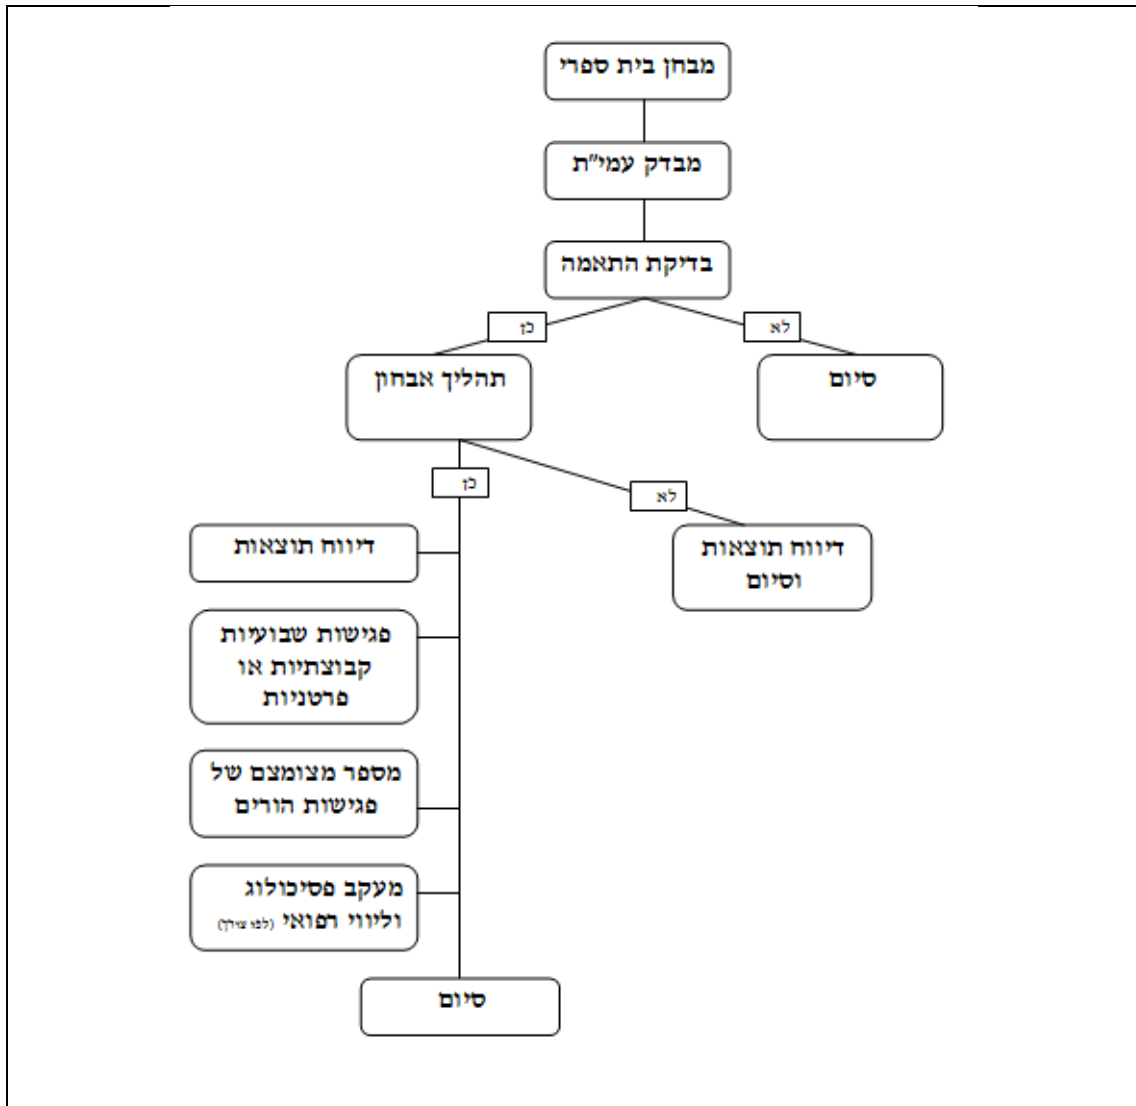 מבחן בית ספרי
מבדק עמי"ת
בדיקת התאמה
כן
לא
תהליך אבחון
סיום
כן
לא
דיווח תוצאות
דיווח תוצאות
וסיום
פגישות שבועיות
קבוצתיות או
פרטניות
מספר מצומצם של
פגישות הורים
מעקב פסיכולוג
וליווי רפואי (לפי צורך)
סיום